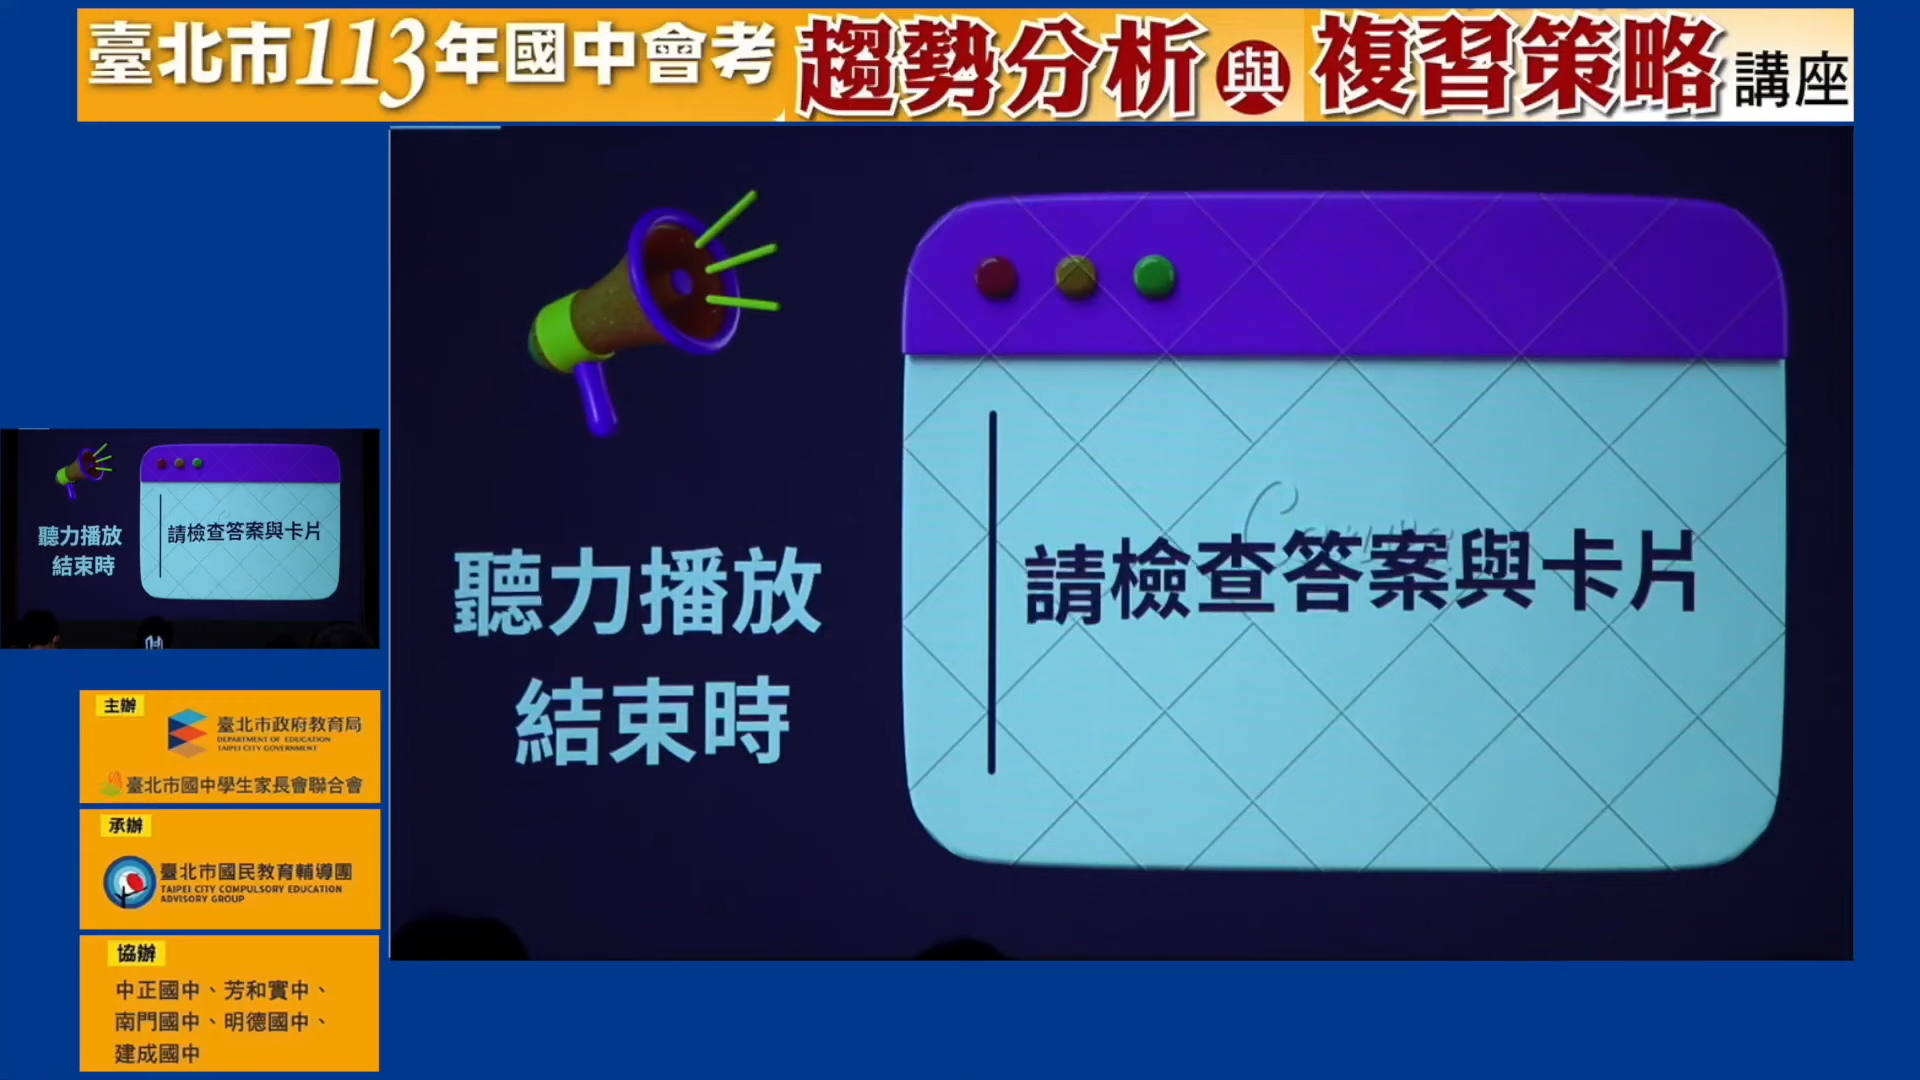 臺北市113年國中會考 趨勢分析與複習策略講座
聽力播放
結束時
請檢查答案與卡片
聽力播放
結束時
請檢查答案與卡片
主辦
臺北市政府教育局
DEPARTMENT OF EDUCATION
TAIPEI CITY GOVERNMENT
臺北市國中學生家長會聯合會
承辦
臺北市國民教育輔導團
TAIPEI CITY COMPULSORY EDUCATION
ADVISORY GROUP
協辦
中正國中、芳和實中、
南門國中、明德國中、
建成國中